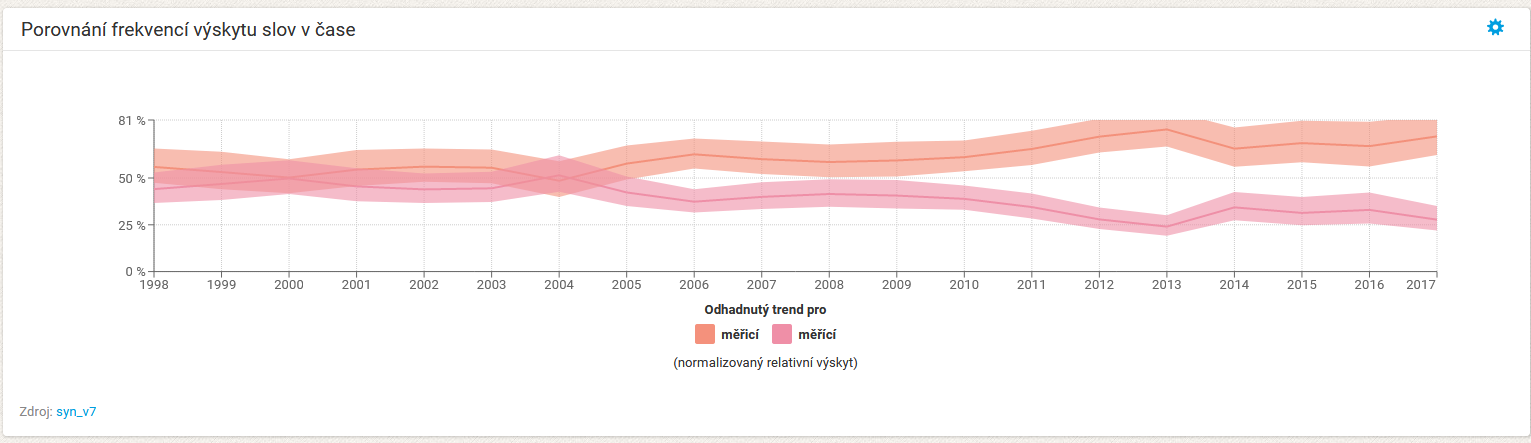 Porovnání frekvencí výskytu slov v čase
81 %
50 %
25 %
0 %
1998 1999 2000 2001 2002 2003 2004 2005 2006 2007 2008 2009 2010 2011 2012 2013 2014 2015 2016 2017
Odhadnutý trend pro
měřicí měřící
(normalizovaný relativní výskyt)
Zdroj: syn_v7